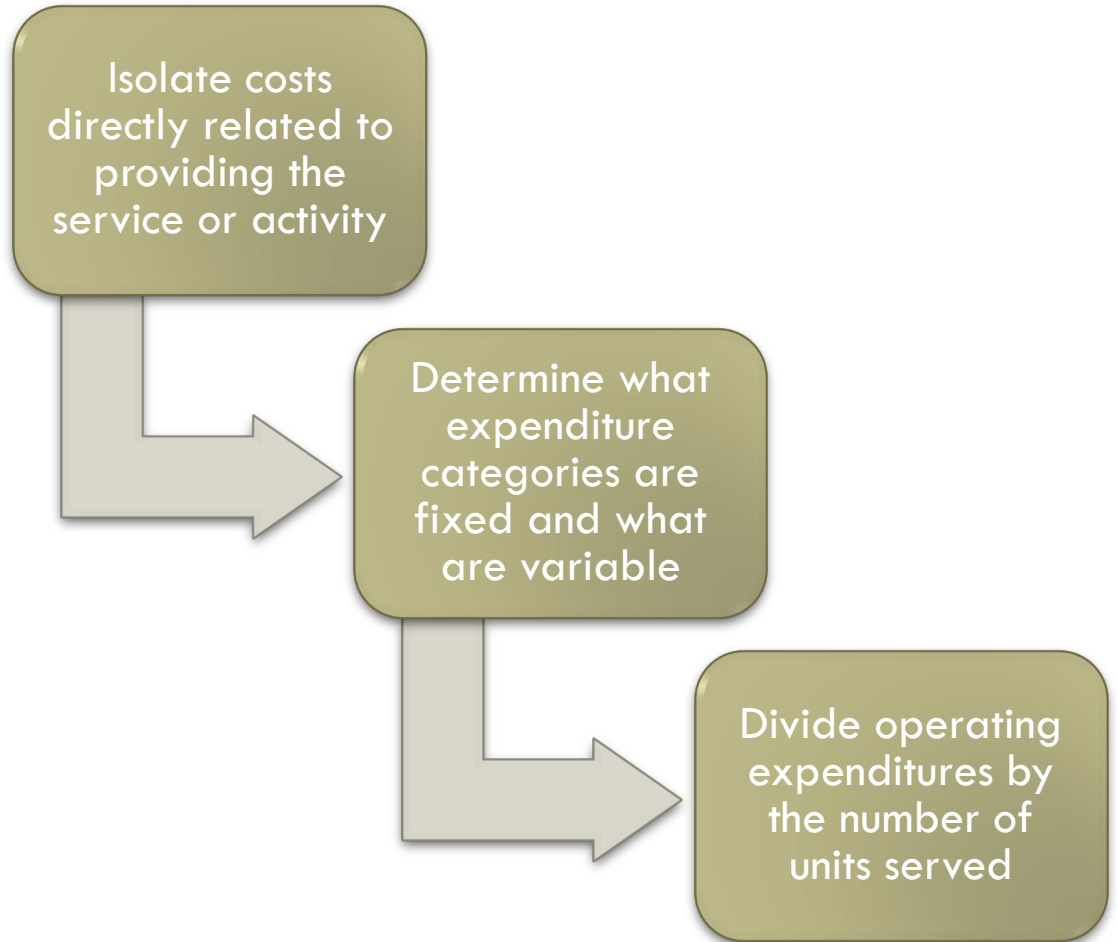 Isolate costs
directly related to
providing the
service or activity
Determine what
expenditure
categories are
fixed and what
are variable
Divide operating
expenditures by
the number of
units served